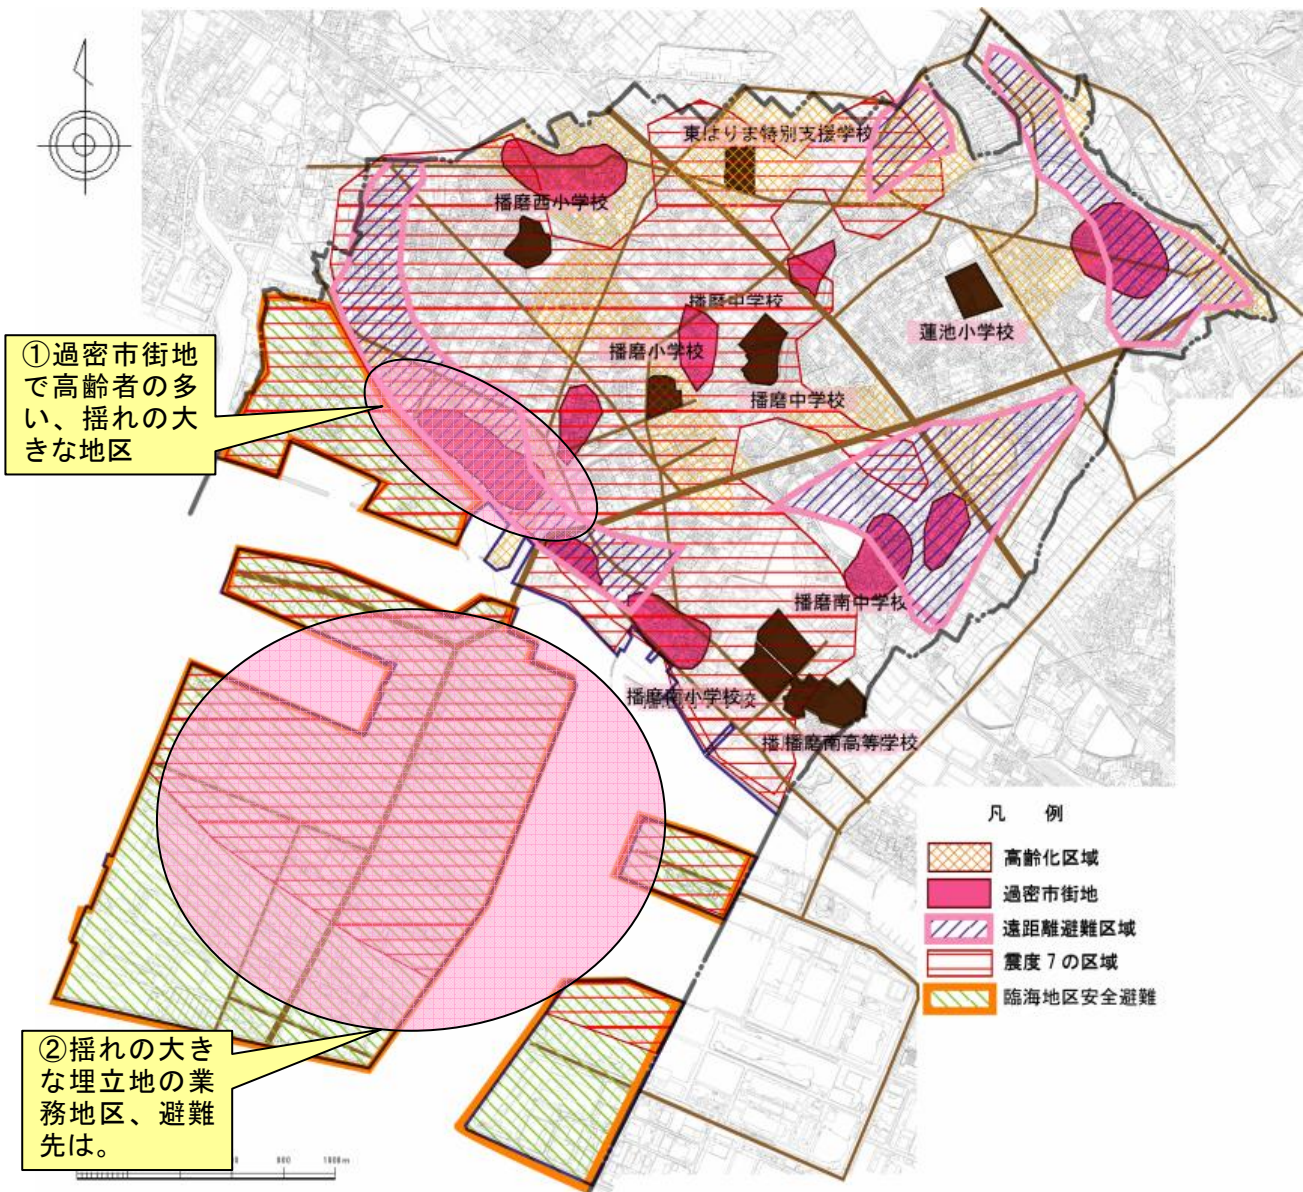 東はりま特別支援学校
播磨西小学校
播磨中学校
播磨小学校
蓮池小学校
播磨中学校
①過密市街地
で高齢者の多
い、揺れの大
きな地区
播磨南中学校
播磨南小学校
播磨南高等学校
凡 例
高齢化区域
過密市街地
遠距離避難区域
震度7の区域
臨海地区安全避難
②揺れの大き
な埋立地の業
務地区、避難
先は。